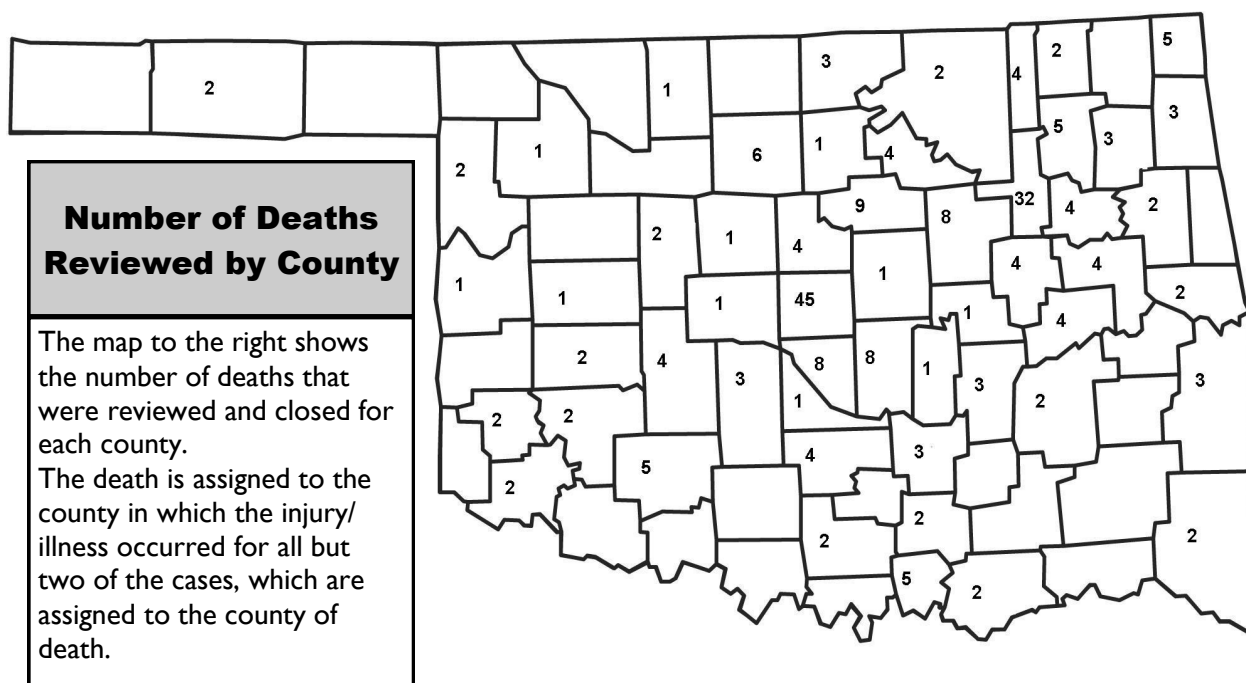 Number of Deaths
Reviewed by County
The map to the right shows
the number of deaths that
were reviewed and closed for
each county.
The death is assigned to the
county in which the injury/
illness occurred for all but
two of the cases, which are
assigned to the county of
death.
5
3 2
2 4
2 1
3
5
1 3
6 1 4
2 1
32
9 8 4 2
2 1 4
4 4
1 1
1 1 45 2
1 4
2 4 3 8 8 1 3 3
2 2 1 2
3
5 4
2
2
2 2
5 2